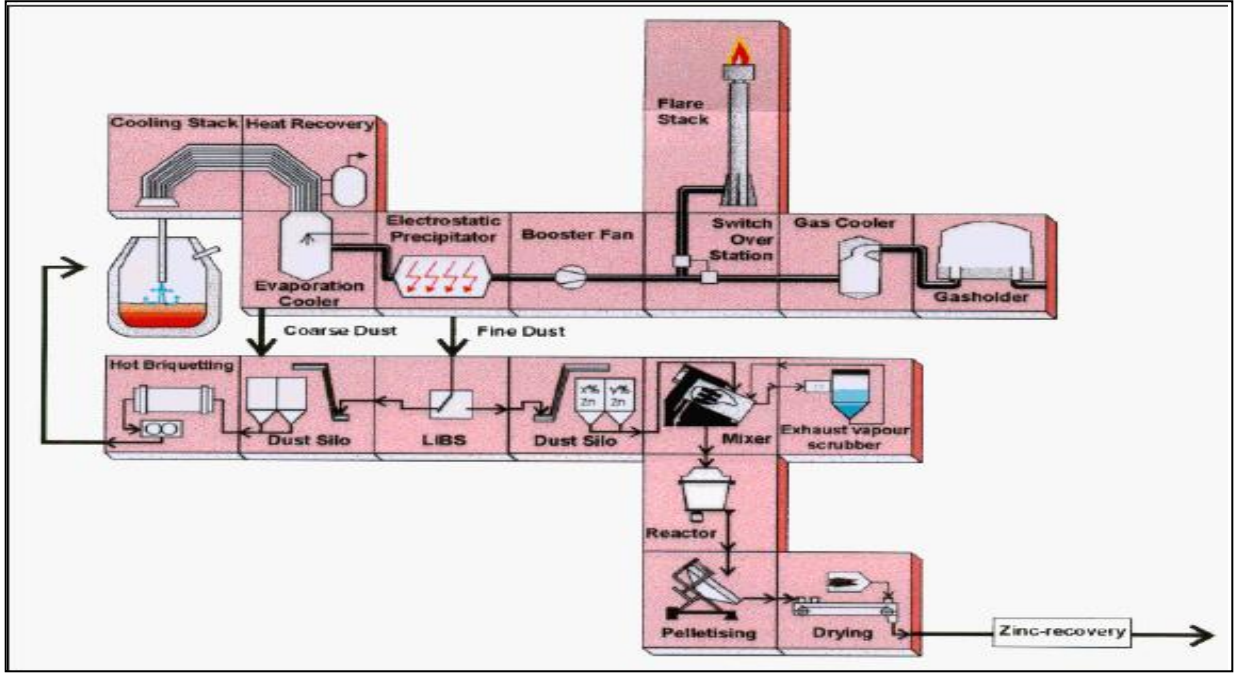 Flare
Stack
Cooling Stack
Heat Recovery
Electrostatic
Precipitator
Booster Fan
Switch
Over
Station
Gas Cooler
Evaporation
Cooler
Gasholder
Coarse Dust
Fine Dust
Hot Briquetting
Dust Silo
LIBS
x%
Zn
y%
Zn
Dust Silo
Mixer
Exhaust vapour
scrubber
Reactor
Pelletising
Drying
Zinc-recovery